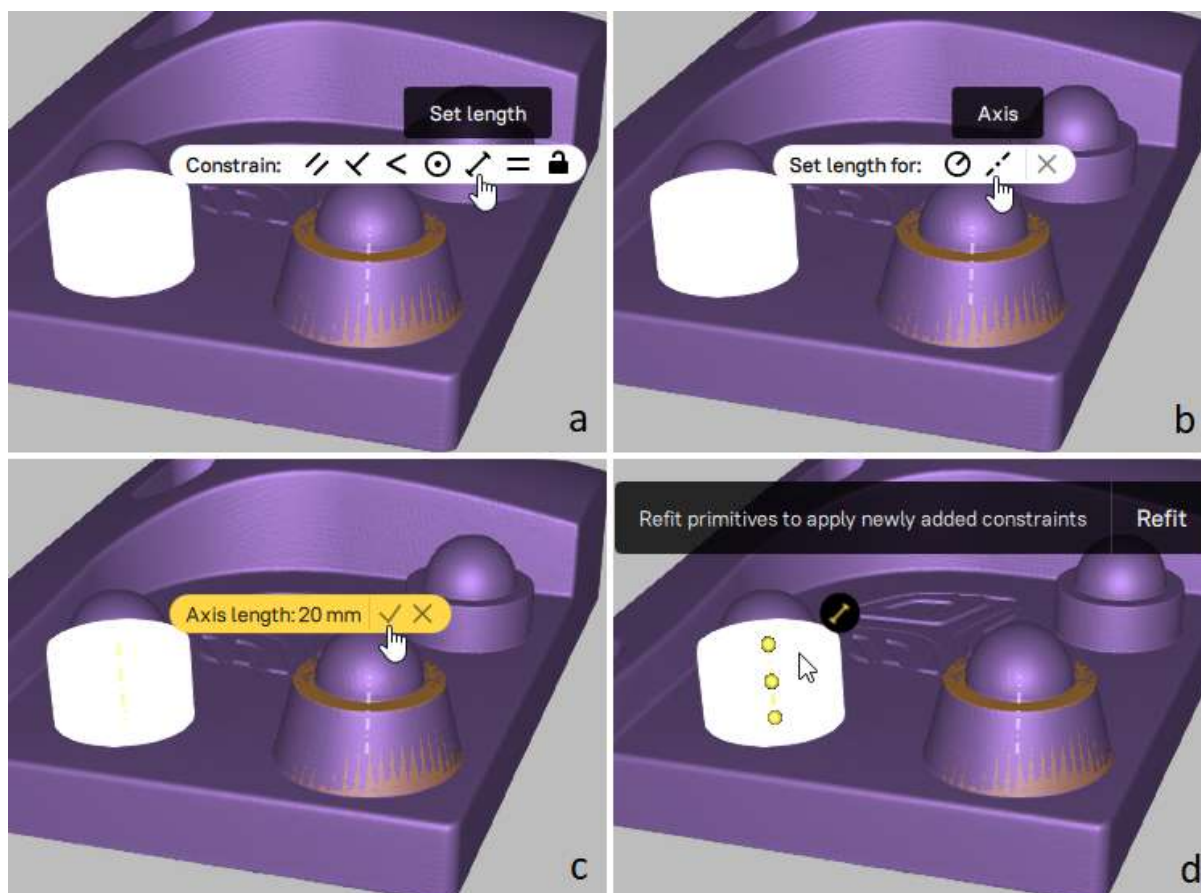 Set length
Constrain:
a
Axis
Set length for:
b
Axis length: 20 mm
c
Refit primitives to apply newly added constraints
Refit
d